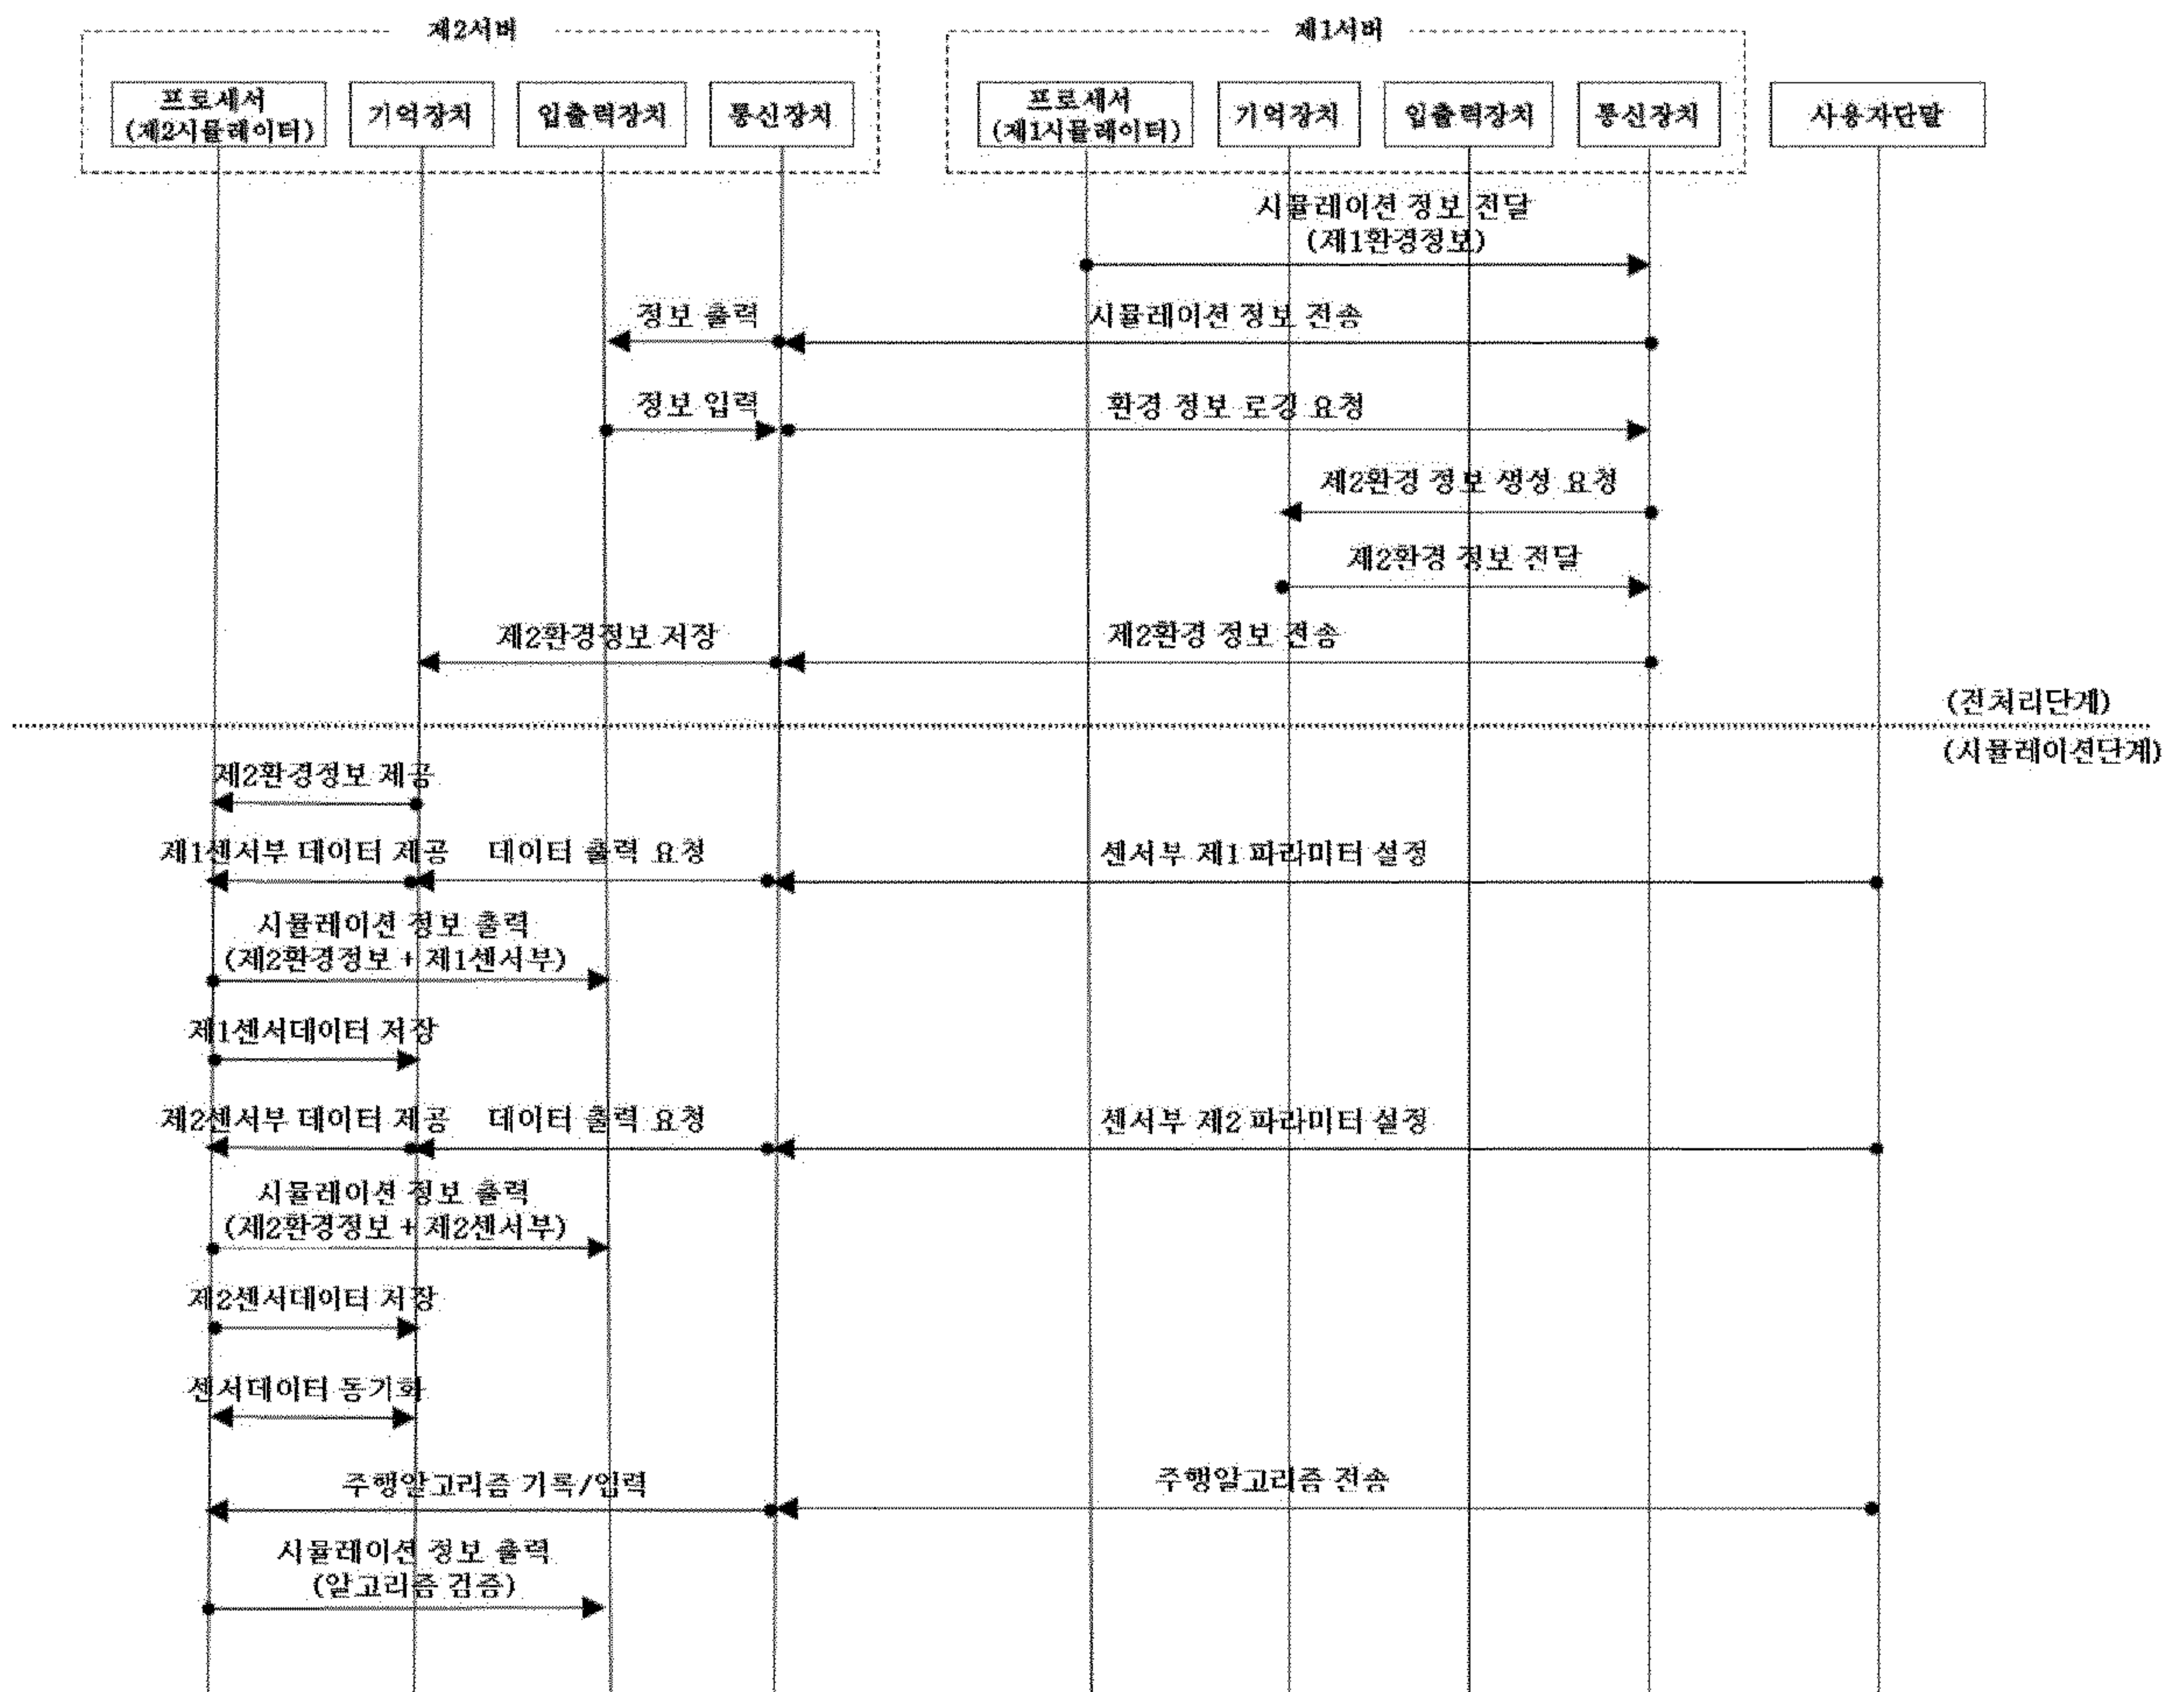 제2서버
제1서버
프로세서
(제2시뮬레이터)
기억장치
입출력장치
통신장치
프로세서
(제1시뮬레이터)
기억장치
입출력장치
통신장치
사용자단말
시뮬레이션 정보 전달
(제1환경정보)
정보 출력
시뮬레이션 정보 전송
정보 입력
환경 정보 로깅 요청
제2환경 정보 생성 요청
제2환경 정보 전달
제2환경정보 저장
제2환경 정보 전송
(전처리단계)
(시뮬레이션단계)
제2환경정보 제공
제1센서부 데이터 제공
데이터 출력 요청
센서부 제1 파라미터 설정
시뮬레이션 정보 출력
(제2환경정보 + 제1센서부)
제1센서데이터 저장
제2센서부 데이터 제공
데이터 출력 요청
센서부 제2 파라미터 설정
시뮬레이션 정보 출력
(제2환경정보 + 제2센서부)
제2센서데이터 저장
센서데이터 동기화
주행알고리즘 기록/입력
주행알고리즘 전송
시뮬레이션 정보 출력
(알고리즘 검증)